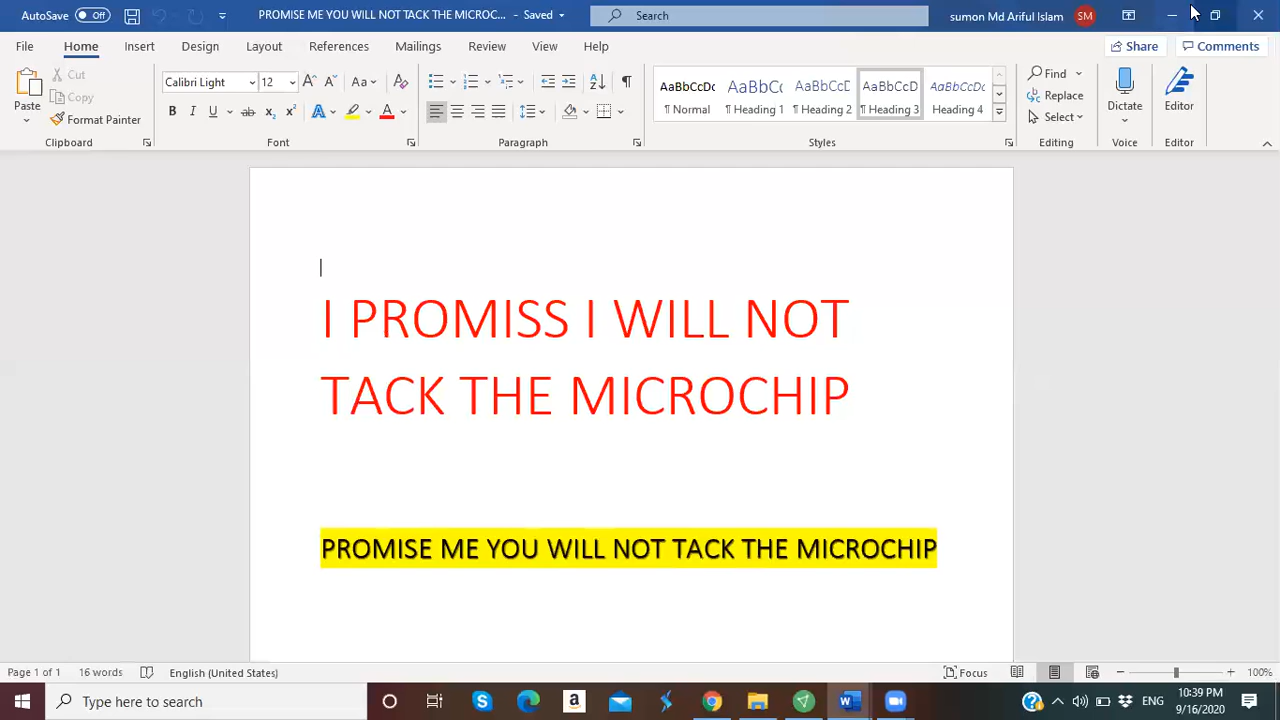 AutoSave Off PROMISE ME YOU WILL NOT TACK THE MICROC... - Saved Search sumon Md Ariful Islam SM
File Home Insert Design Layout References Mailings Review View Help Share Comments
Paste Cut Copy Format Painter
Calibri Light 12
AaBbCcDc AaBbCc AaBbCcD AaBbCcD AaBbCcD
¶ Normal Heading 1 Heading 2 ¶ Heading 3 Heading 4
Find Replace Select
Dictate Editor
Clipboard Font Paragraph Styles Editing Voice Editor
I PROMISS I WILL NOT
TACK THE MICROCHIP
PROMISE ME YOU WILL NOT TACK THE MICROCHIP
Page 1 of 1 16 words English (United States) Focus 100%
Type here to search ENG 10:39 PM
9/16/2020